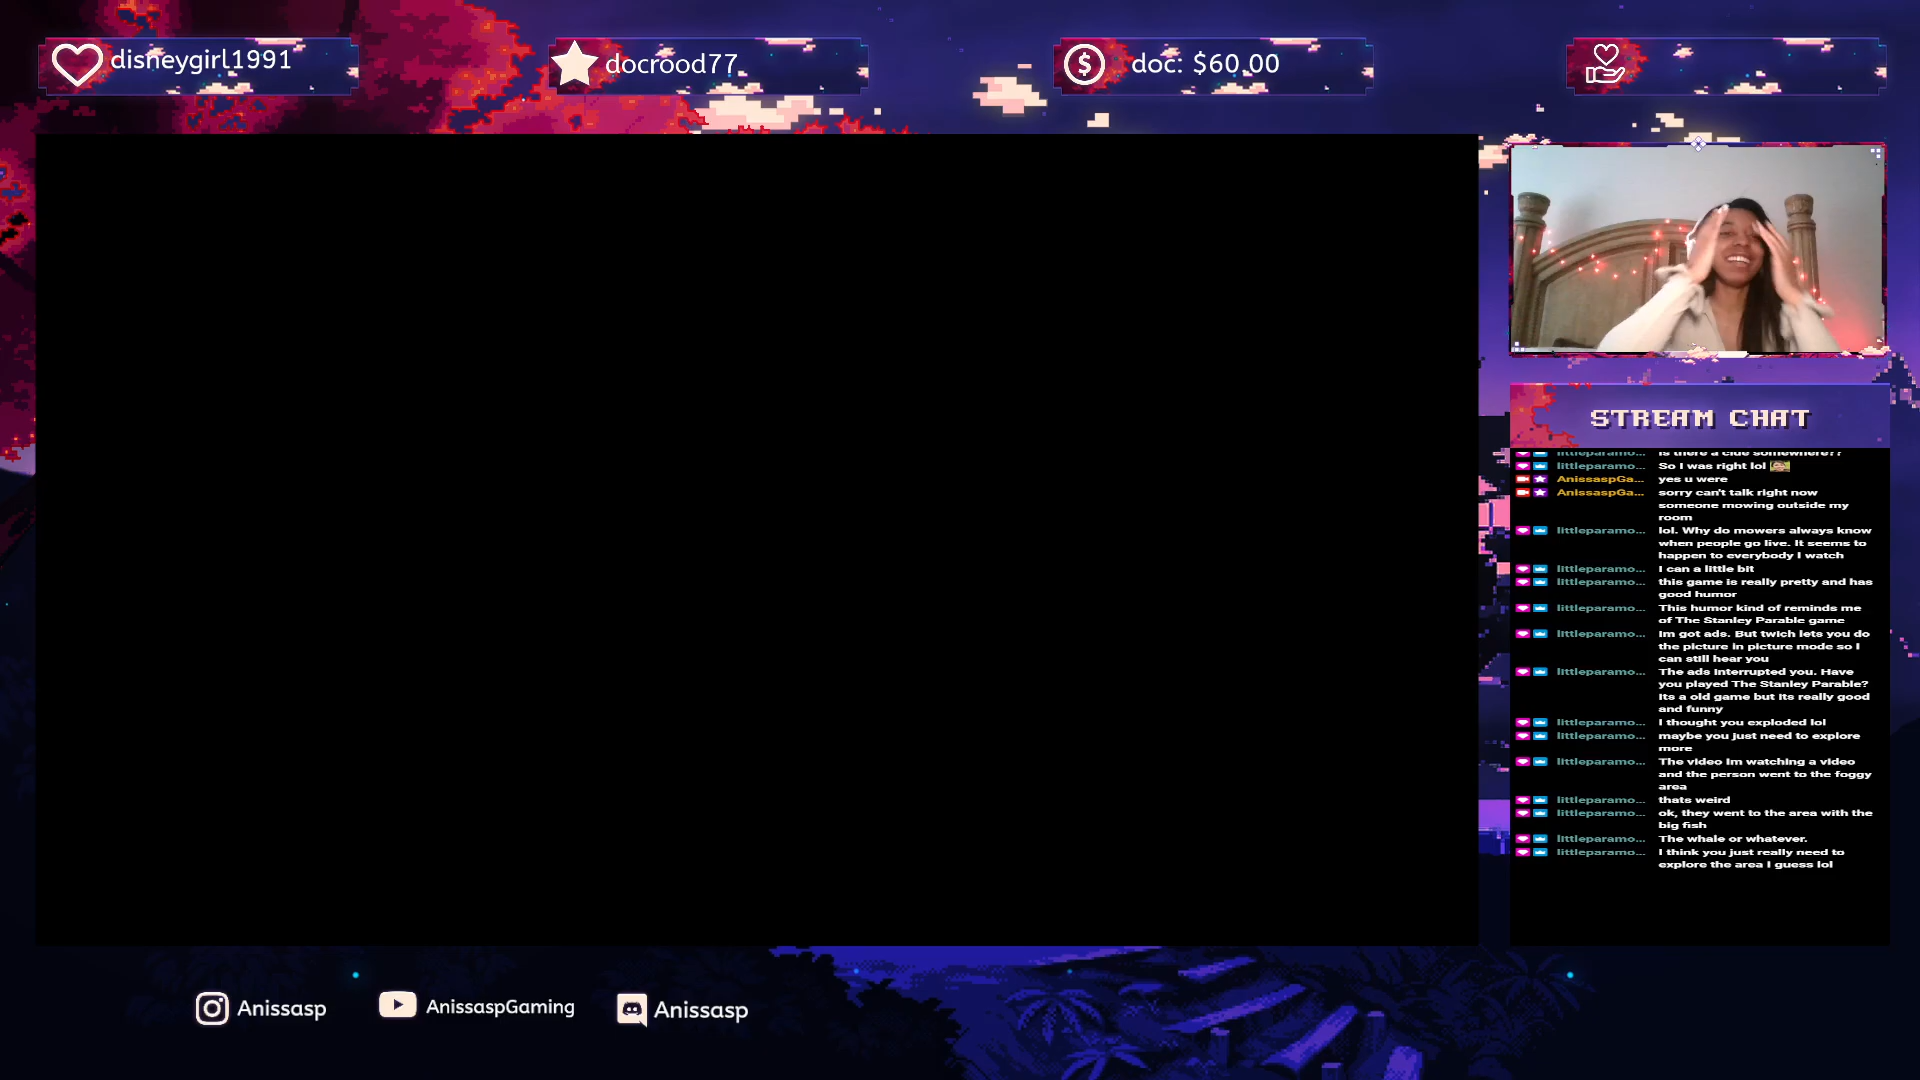 disneygirl1991
docrood77
doc: $60.00
STREAM CHAT
littleparamo... Is there a clue somewhere??
littleparamo... So I was right lol
AnissaspGa... yes u were
AnissaspGa... sorry can't talk right now
someone mowing outside my
room
littleparamo... lol. Why do mowers always know
when people go live. It seems to
happen to everybody I watch
littleparamo... I can a little bit
littleparamo... this game is really pretty and has
good humor
littleparamo... This humor kind of reminds me
of The Stanley Parable game
littleparamo... Im got ads. But twich lets you do
the picture in picture mode so I
can still hear you
littleparamo... The ads interrupted you. Have
you played The Stanley Parable?
Its a old game but its really good
and funny
littleparamo... I thought you exploded lol
littleparamo... maybe you just need to explore
more
littleparamo... The video Im watching a video
and the person went to the foggy
area
littleparamo... thats weird
littleparamo... ok, they went to the area with the
big fish
littleparamo... The whale or whatever.
littleparamo... I think you just really need to
explore the area I guess lol
Anissasp
AnissaspGaming
Anissasp